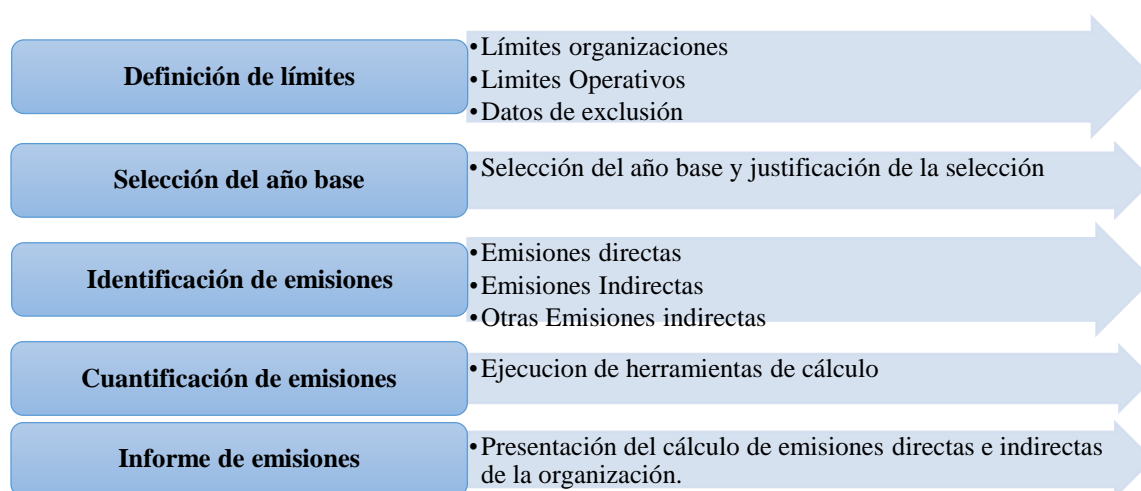 Definición de límites
•Límites organizaciones
•Limites Operativos
•Datos de exclusión
Selección del año base
•Selección del año base y justificación de la selección
Identificación de emisiones
•Emisiones directas
•Emisiones Indirectas
•Otras Emisiones indirectas
Cuantificación de emisiones
•Ejecucion de herramientas de cálculo
Informe de emisiones
•Presentación del cálculo de emisiones directas e indirectas
de la organización.